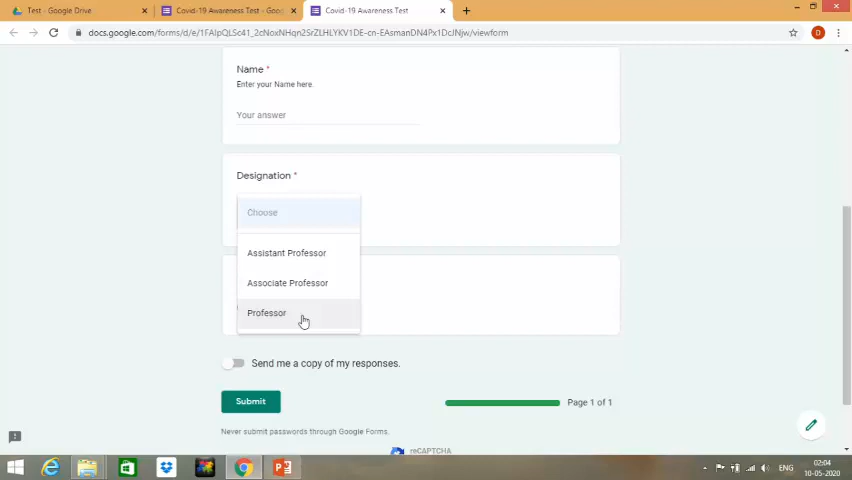 Test - Google Drive
Covid-19 Awareness Test - Goog
Covid-19 Awareness Test
docs.google.com/forms/d/e/1FAIpQLSc41_2cNoxNHqn2SrZLHLYKV1DE-cn-EAsmanDN4Px1DcJNjw/viewform
D
Name *
Enter your Name here.
Your answer
Designation *
Choose
Assistant Professor
Associate Professor
Professor
Send me a copy of my responses.
Submit
Page 1 of 1
Never submit passwords through Google Forms.
reCAPTCHA
ENG
02:04
10-05-2020